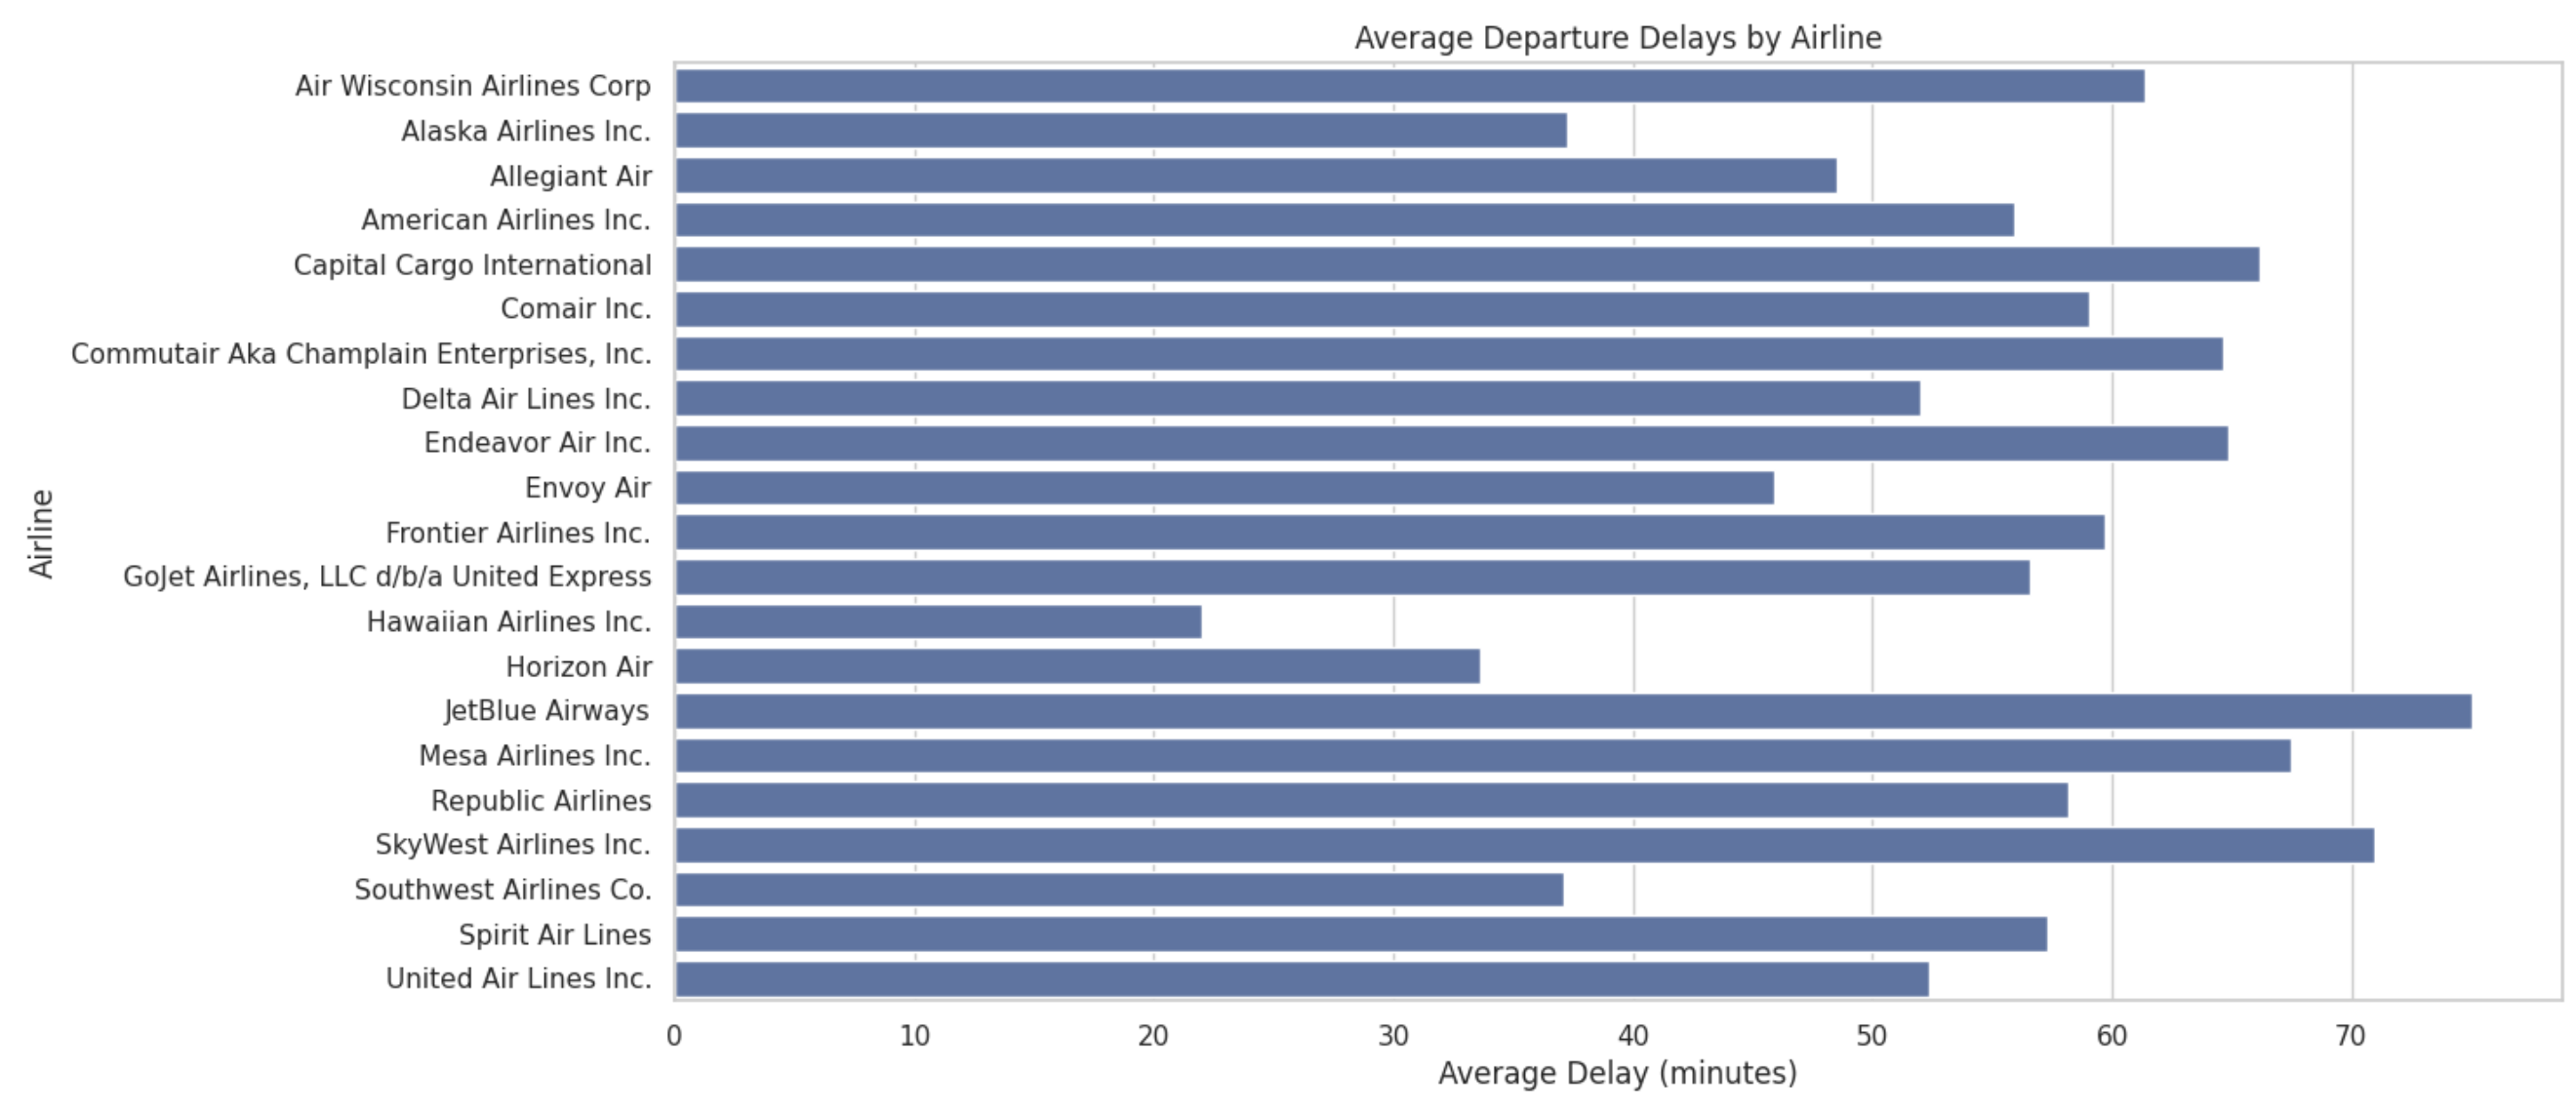 Average Departure Delays by Airline
Air Wisconsin Airlines Corp
Alaska Airlines Inc.
Allegiant Air
American Airlines Inc.
Capital Cargo International
Comair Inc.
Commutair Aka Champlain Enterprises, Inc.
Delta Air Lines Inc.
Endeavor Air Inc.
Envoy Air
Frontier Airlines Inc.
GoJet Airlines, LLC d/b/a United Express
Hawaiian Airlines Inc.
Horizon Air
JetBlue Airways
Mesa Airlines Inc.
Republic Airlines
SkyWest Airlines Inc.
Southwest Airlines Co.
Spirit Air Lines
United Air Lines Inc.
Airline
0 10 20 30 40 50 60 70
Average Delay (minutes)